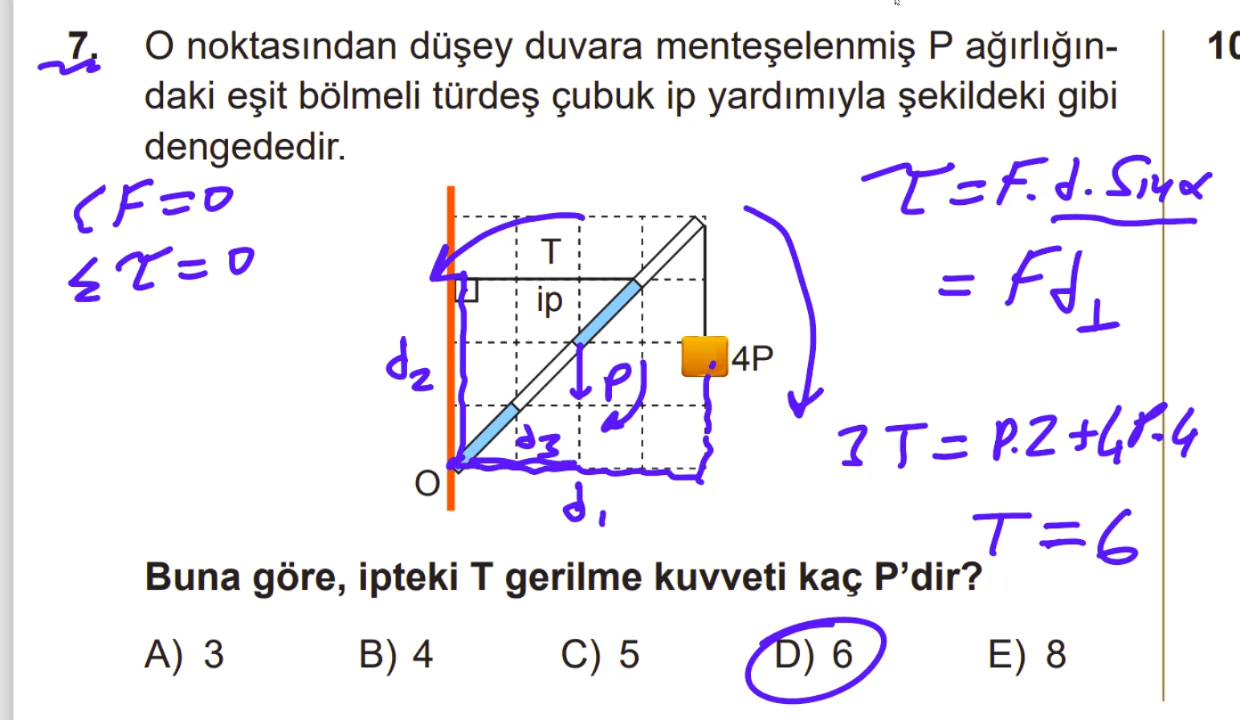 7. O noktasından düşey duvara menteşelenmiş P ağırlığın-
daki eşit bölmeli türdeş çubuk ip yardımıyla şekildeki gibi
dengededir.
10
ΣF=0
Στ=0
τ=F.d.Sinα
=Fd⊥
T
ip
d2
P
4P
d3
O
d1
3T=P.2+4P.4
T=6
Buna göre, ipteki T gerilme kuvveti kaç P'dir?
A) 3 B) 4 C) 5 D) 6 E) 8